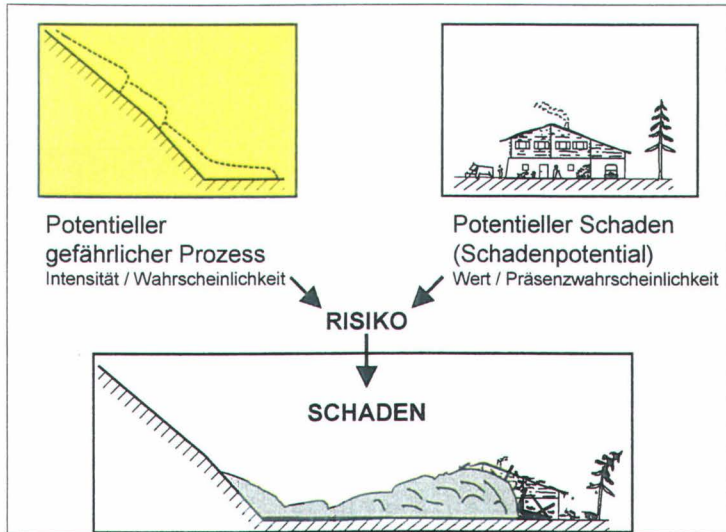 Potentieller
gefährlicher Prozess
Intensität / Wahrscheinlichkeit
Potentieller Schaden
(Schadenpotential)
Wert / Präsenzwahrscheinlichkeit
RISIKO
SCHADEN